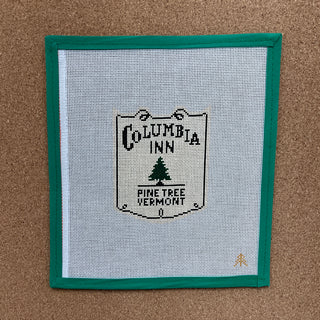 COLUMBIA
INN
PINE TREE
VERMONT